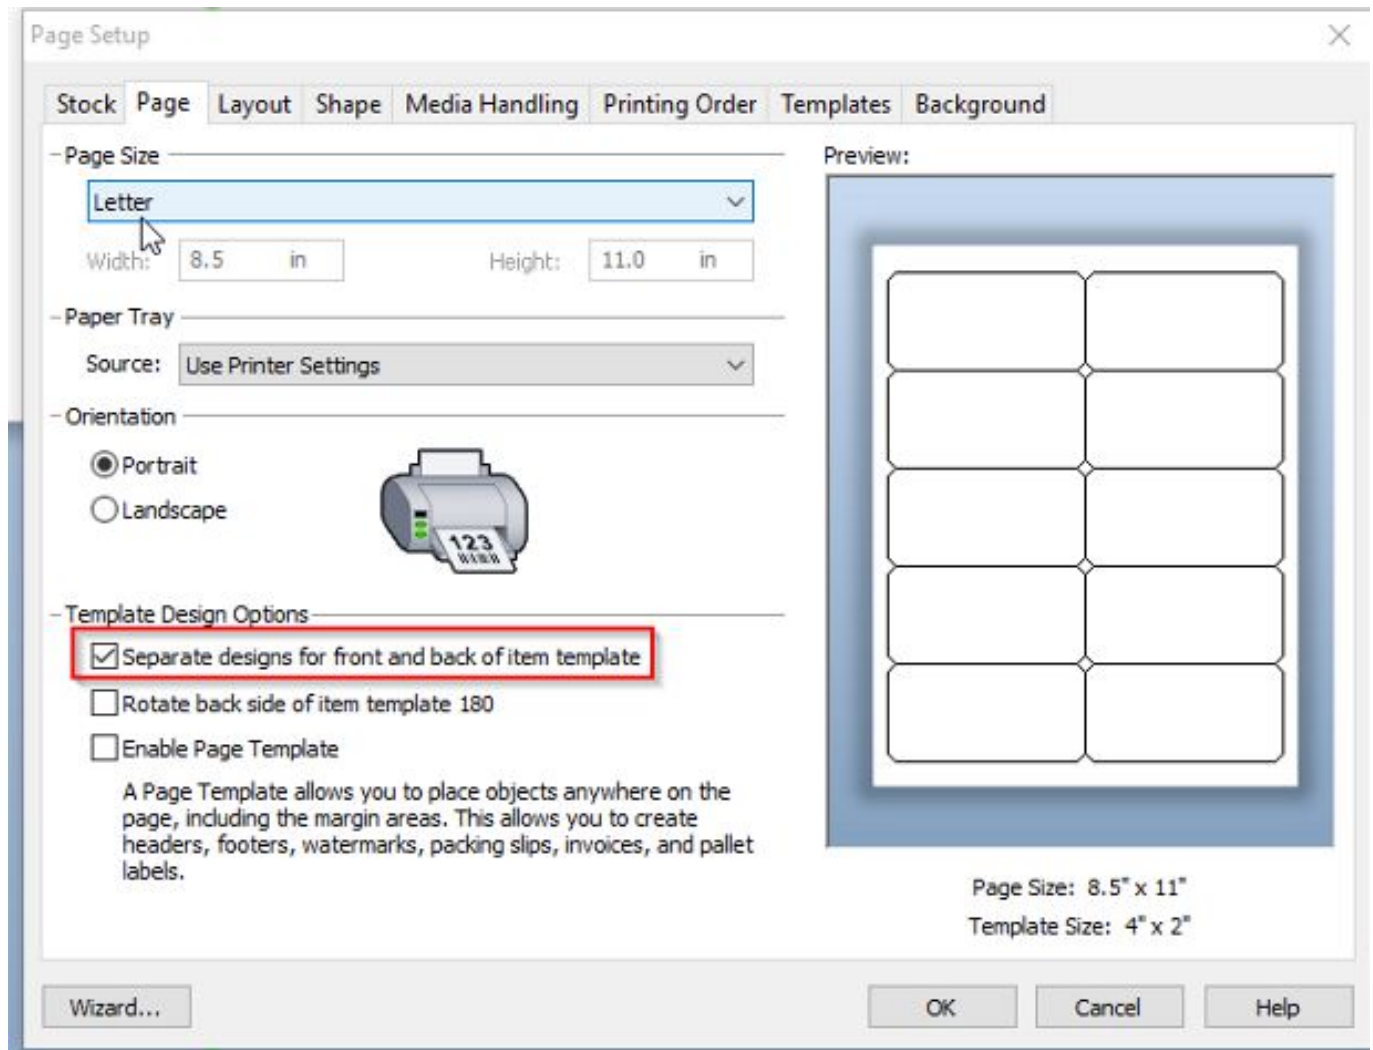 Page Setup
Stock Page Layout Shape Media Handling Printing Order Templates Background
Page Size
Letter
Width: 8.5 in Height: 11.0 in
Paper Tray
Source: Use Printer Settings
Orientation
Portrait
Landscape
123
Template Design Options
Separate designs for front and back of item template
Rotate back side of item template 180
Enable Page Template
A Page Template allows you to place objects anywhere on the
page, including the margin areas. This allows you to create
headers, footers, watermarks, packing slips, invoices, and pallet
labels.
Preview:
Page Size: 8.5" x 11"
Template Size: 4" x 2"
Wizard... OK Cancel Help